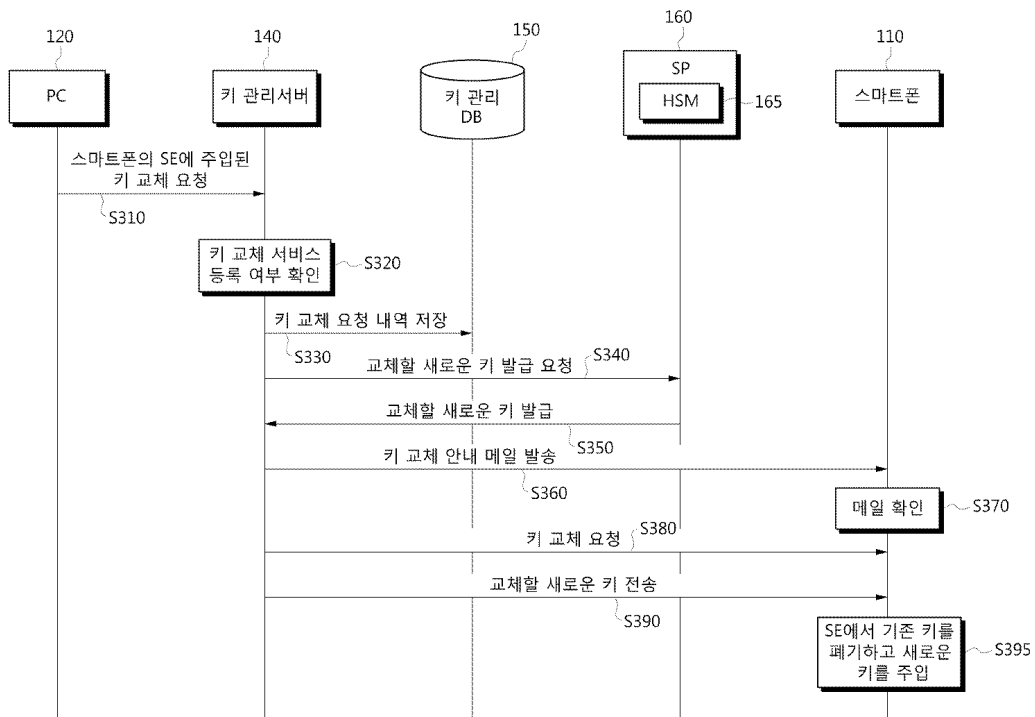 120
140
150
160
110
PC
키 관리서버
키 관리
DB
SP
HSM
165
스마트폰
스마트폰의 SE에 주입된
키 교체 요청
S310
키 교체 서비스
등록 여부 확인
S320
키 교체 요청 내역 저장
S330
교체할 새로운 키 발급 요청
S340
교체할 새로운 키 발급
S350
키 교체 안내 메일 발송
S360
메일 확인
S370
키 교체 요청
S380
교체할 새로운 키 전송
S390
SE에서 기존 키를
폐기하고 새로운
키를 주입
S395